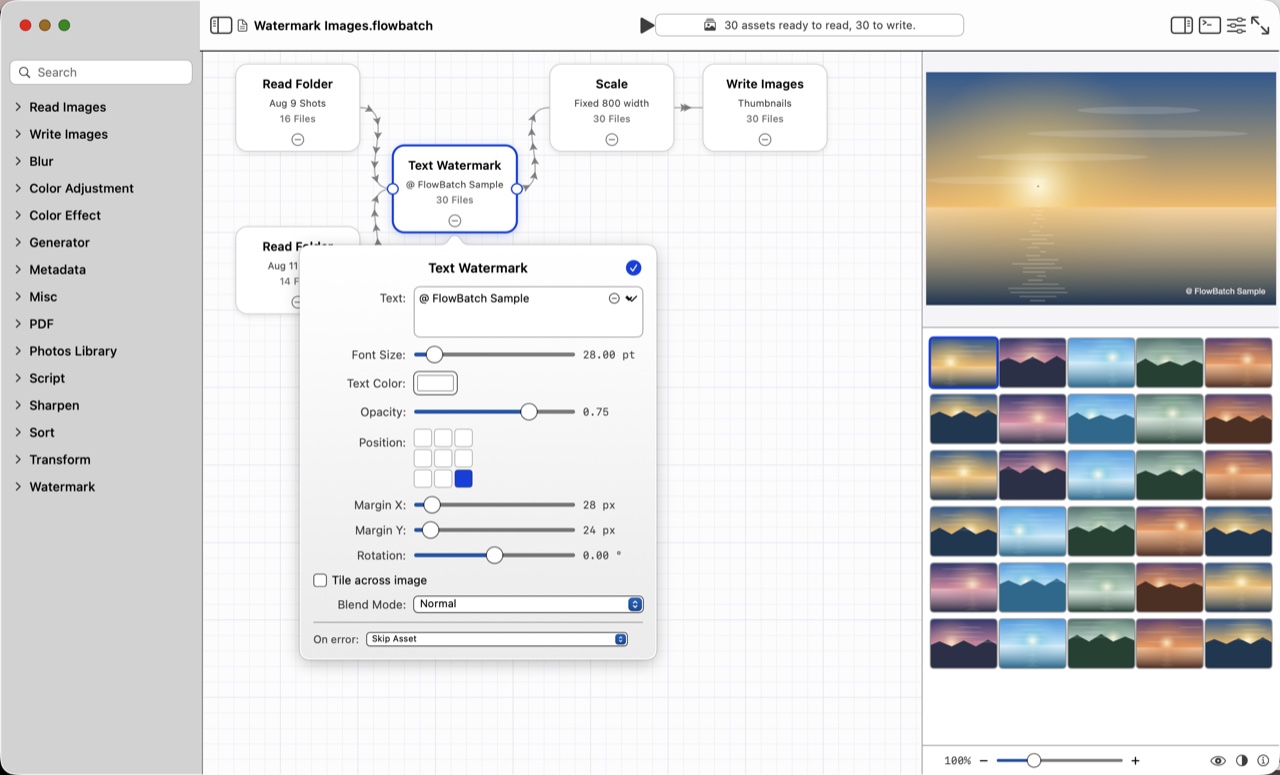 Watermark Images.flowbatch
30 assets ready to read, 30 to write.
Search
Read Images
Write Images
Blur
Color Adjustment
Color Effect
Generator
Metadata
Misc
PDF
Photos Library
Script
Sharpen
Sort
Transform
Watermark
Read Folder
Aug 9 Shots
16 Files
Text Watermark
@ FlowBatch Sample
30 Files
Scale
Fixed 800 width
30 Files
Write Images
Thumbnails
30 Files
Read Folder
Aug 11
14
Text Watermark
Text: @ FlowBatch Sample
Font Size: 28.00 pt
Text Color:
Opacity: 0.75
Position:
Margin X: 28 px
Margin Y: 24 px
Rotation: 0.00 °
Tile across image
Blend Mode: Normal
On error: Skip Asset
@ FlowBatch Sample
100% − +